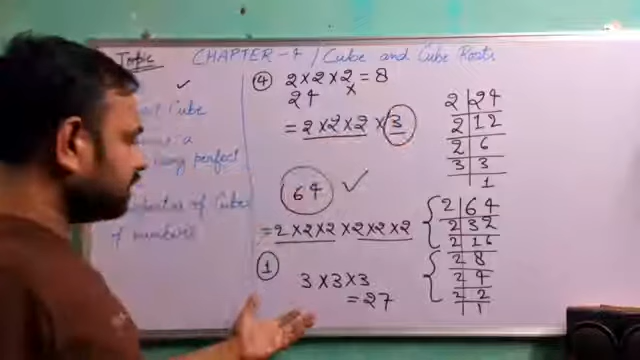 Topic
CHAPTER-7 / Cube and Cube Roots
Cube
a
perfect
of Cube
of numbers
4 2×2×2=8
24 ×
=2×2×2×3
64 ✓
=2×2×2×2×2×2
1
3×3×3
=27
2 | 24
2 | 12
2 | 6
3 | 3
1
2 | 64
2 | 32
2 | 16
2 | 8
2 | 4
2 | 2
1